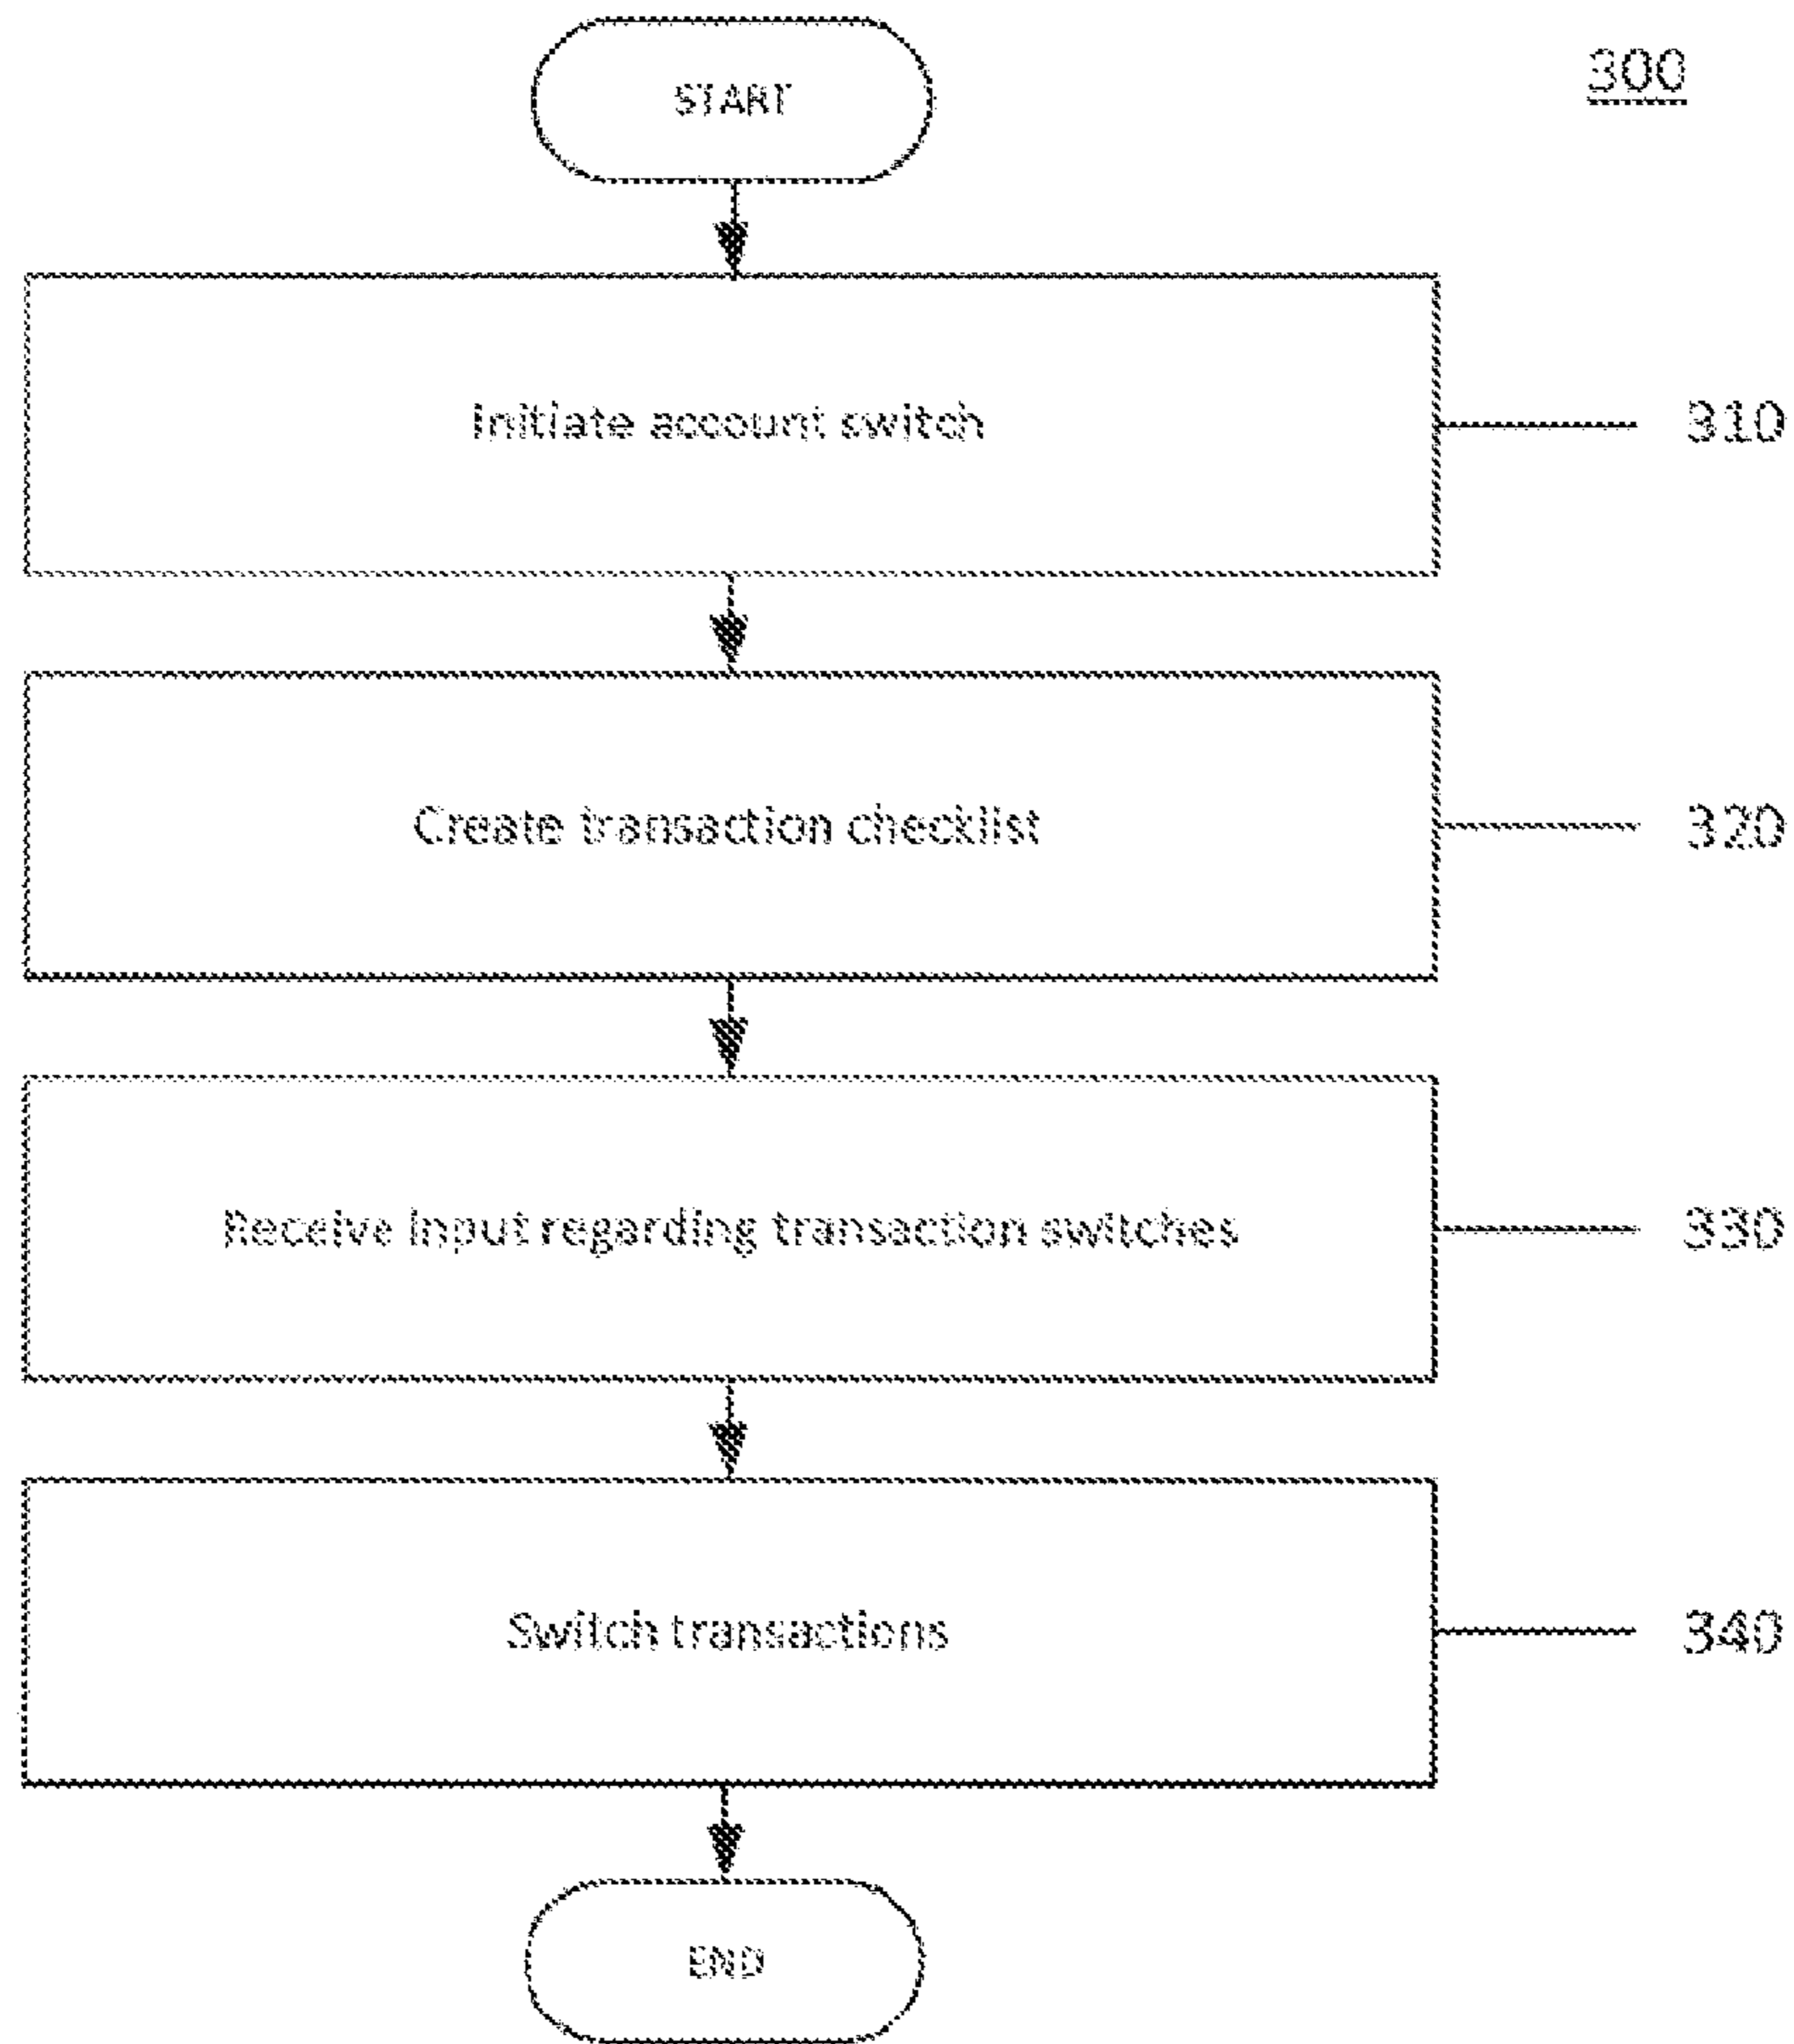 START
300
Initiate account switch
310
Create transaction checklist
320
Receive input regarding transaction switches
330
Switch transactions
340
END